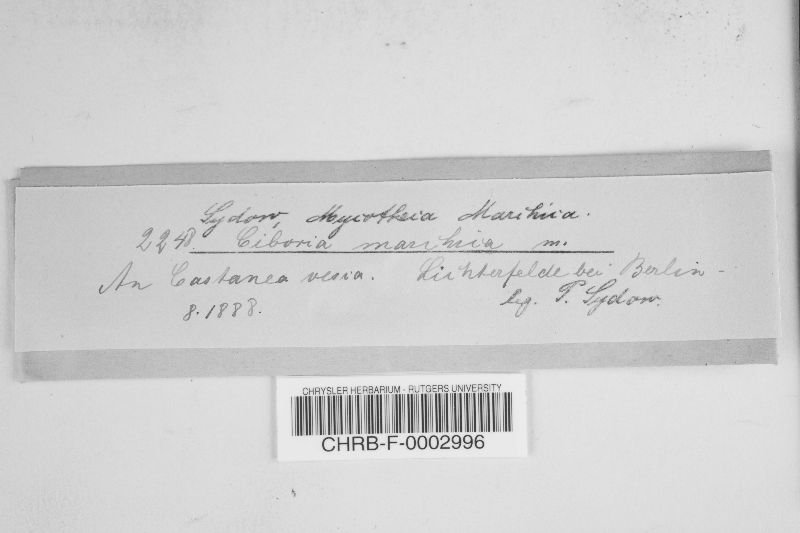 Sydow, Mycotheca Marchica.
2248. Ciboria marchica m.
An Castanea vesca. Lichterfelde bei Berlin -
8.1888. leg. P. Sydow.
CHRYSLER HERBARIUM - RUTGERS UNIVERSITY
CHRB-F-0002996